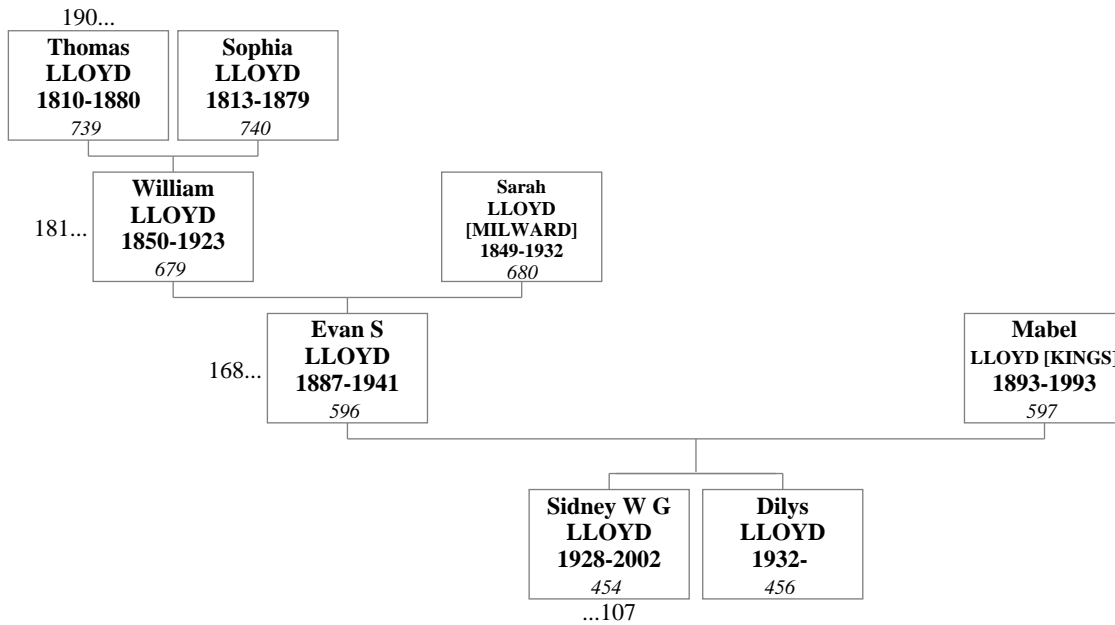 190...
Thomas
LLOYD
1810-1880
739
Sophia
LLOYD
1813-1879
740
181...
William
LLOYD
1850-1923
679
Sarah
LLOYD
[MILWARD]
1849-1932
680
168...
Evan S
LLOYD
1887-1941
596
Mabel
LLOYD [KINGS]
1893-1993
597
Sidney W G
LLOYD
1928-2002
454
...107
Dilys
LLOYD
1932-
456